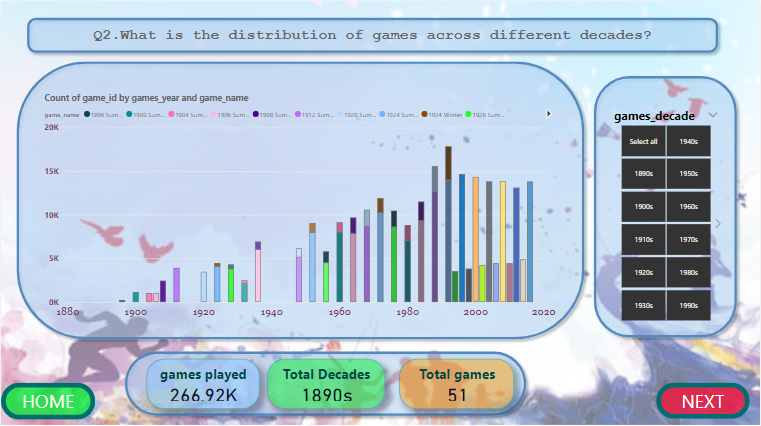 Q2.What is the distribution of games across different decades?
Count of game_id by games_year and game_name
game_name 1896 Sum... 1900 Sum... 1904 Sum... 1906 Sum... 1908 Sum... 1912 Sum... 1920 Sum... 1924 Sum... 1924 Winter 1928 Sum...
20K
15K
10K
5K
0K
1880 1900 1920 1940 1960 1980 2000 2020
games_decade
Select all 1940s
1890s 1950s
1900s 1960s
1910s 1970s
1920s 1980s
1930s 1990s
games played
266.92K
Total Decades
1890s
Total games
51
HOME
NEXT